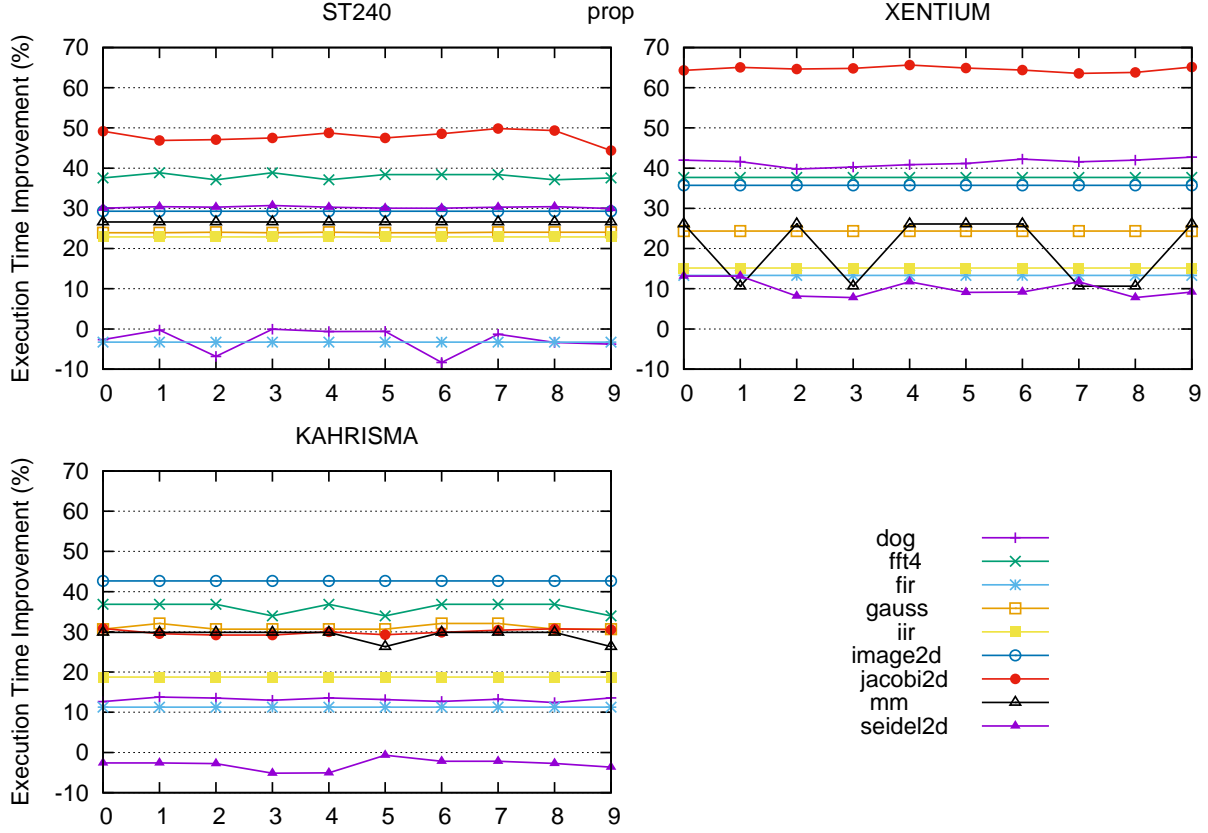 ST240 prop XENTIUM
Execution Time Improvement (%)
70
60
50
40
30
20
10
0
-10
0 1 2 3 4 5 6 7 8 9
Execution Time Improvement (%)
70
60
50
40
30
20
10
0
-10
0 1 2 3 4 5 6 7 8 9
KAHRISMA
Execution Time Improvement (%)
70
60
50
40
30
20
10
0
-10
0 1 2 3 4 5 6 7 8 9
dog
fft4
fir
gauss
iir
image2d
jacobi2d
mm
seidel2d